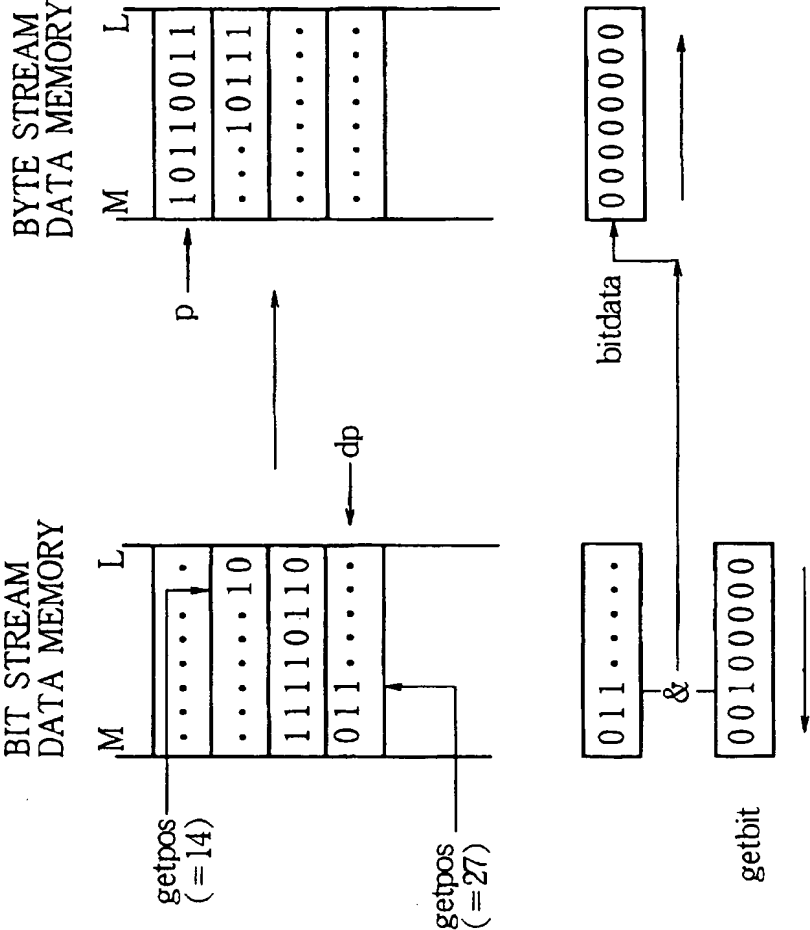 BIT STREAM
DATA MEMORY
M L
getpos
(=14)
· · · · · · · ·
· · · · · · 1 0
1 1 1 1 0 1 1 0
0 1 1 · · · · ·
dp
getpos
(=27)
0 1 1 · · · · ·
&
getbit
0 0 1 0 0 0 0 0
BYTE STREAM
DATA MEMORY
M L
p
1 0 1 1 0 0 1 1
· · · 1 0 1 1 1
· · · · · · · ·
· · · · · · · ·
bitdata
0 0 0 0 0 0 0 0